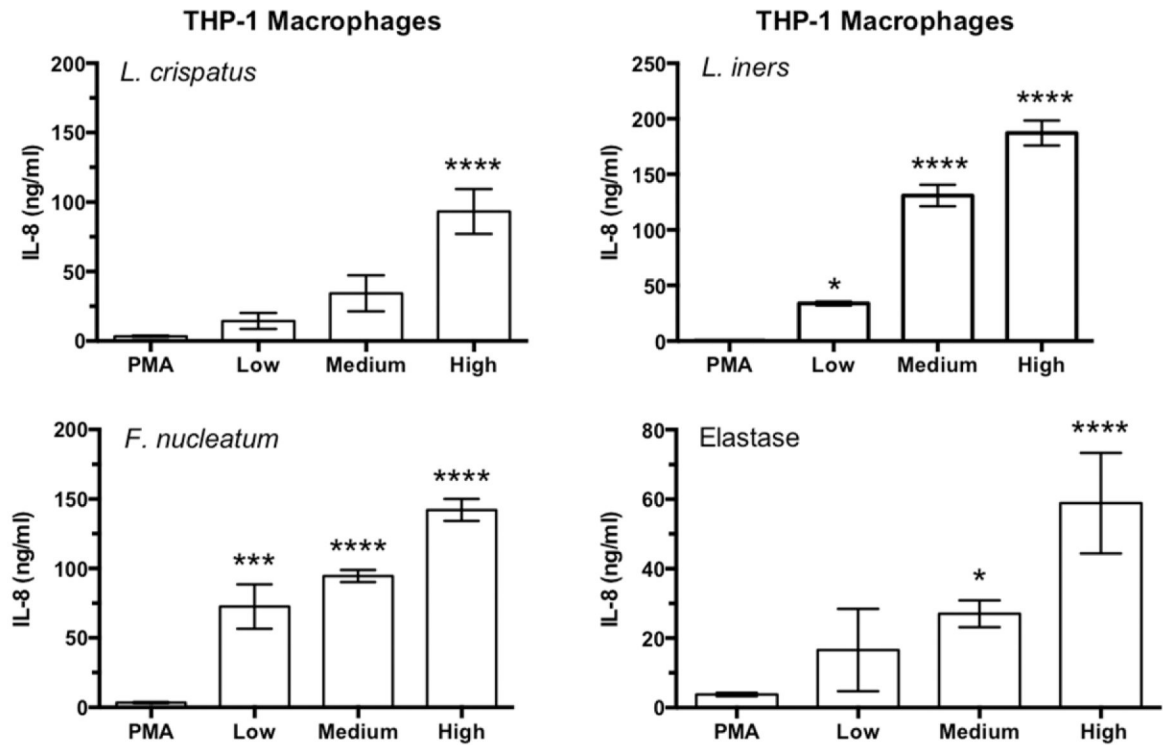 THP-1 Macrophages
L. crispatus
IL-8 (ng/ml)
200
150
100
50
0
****
PMA Low Medium High
THP-1 Macrophages
L. iners
IL-8 (ng/ml)
250
200
150
100
50
0
*
****
****
PMA Low Medium High
F. nucleatum
IL-8 (ng/ml)
200
150
100
50
0
***
****
****
PMA Low Medium High
Elastase
IL-8 (ng/ml)
80
60
40
20
0
*
****
PMA Low Medium High